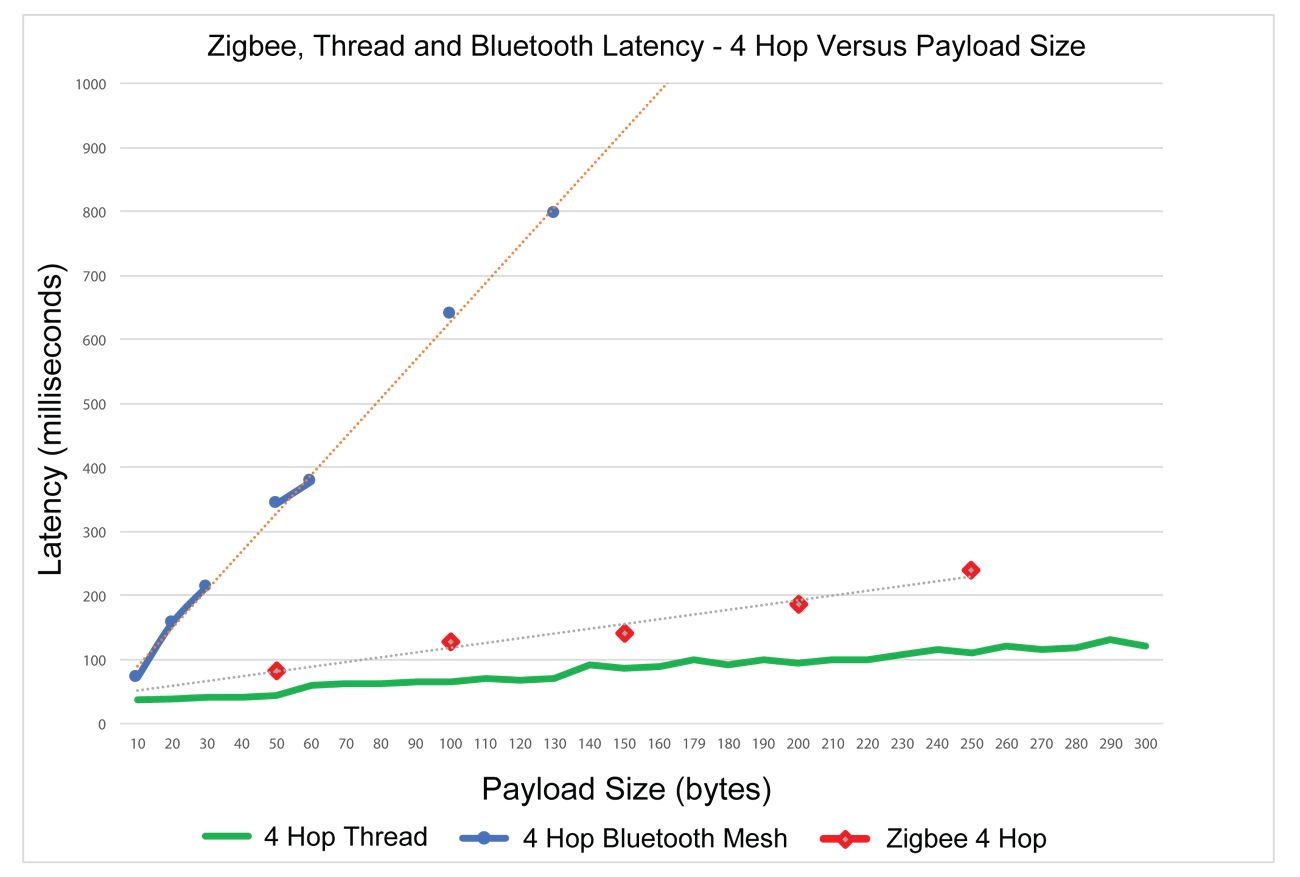 Zigbee, Thread and Bluetooth Latency - 4 Hop Versus Payload Size
1000
900
800
700
600
500
400
300
200
100
0
Latency (milliseconds)
10 20 30 40 50 60 70 80 90 100 110 120 130 140 150 160 179 180 190 200 210 220 230 240 250 260 270 280 290 300
Payload Size (bytes)
4 Hop Thread 4 Hop Bluetooth Mesh Zigbee 4 Hop